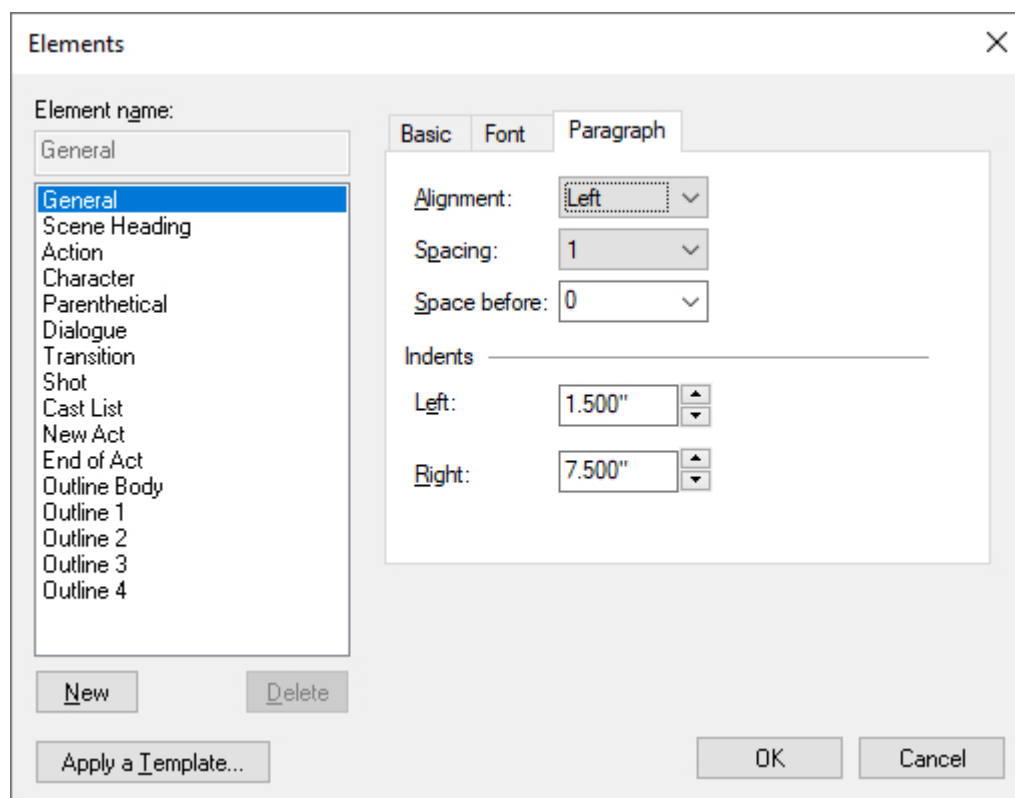 Elements
Element name:
General
General
Scene Heading
Action
Character
Parenthetical
Dialogue
Transition
Shot
Cast List
New Act
End of Act
Outline Body
Outline 1
Outline 2
Outline 3
Outline 4
New Delete
Apply a Template...
Basic Font Paragraph
Alignment: Left
Spacing: 1
Space before: 0
Indents
Left: 1.500"
Right: 7.500"
OK Cancel